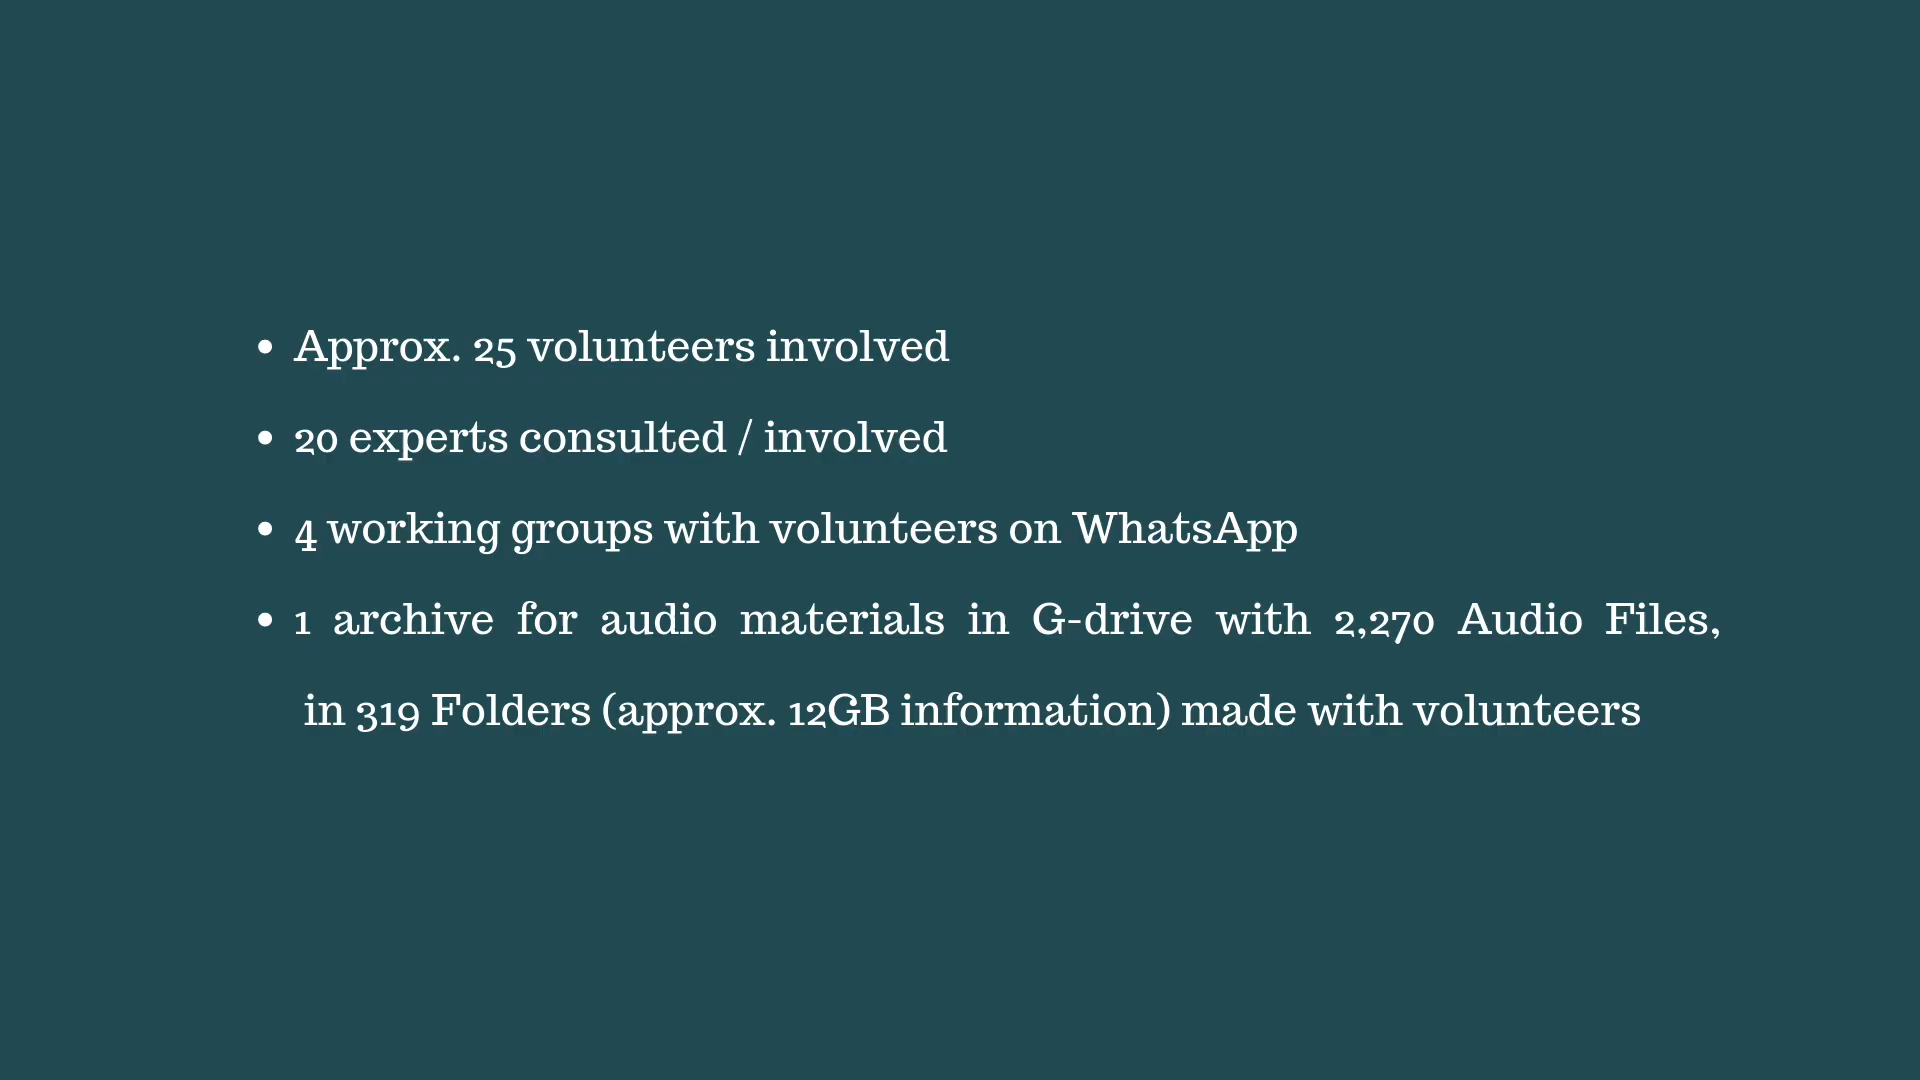 • Approx. 25 volunteers involved
• 20 experts consulted / involved
• 4 working groups with volunteers on WhatsApp
• 1 archive for audio materials in G-drive with 2,270 Audio Files,
in 319 Folders (approx. 12GB information) made with volunteers